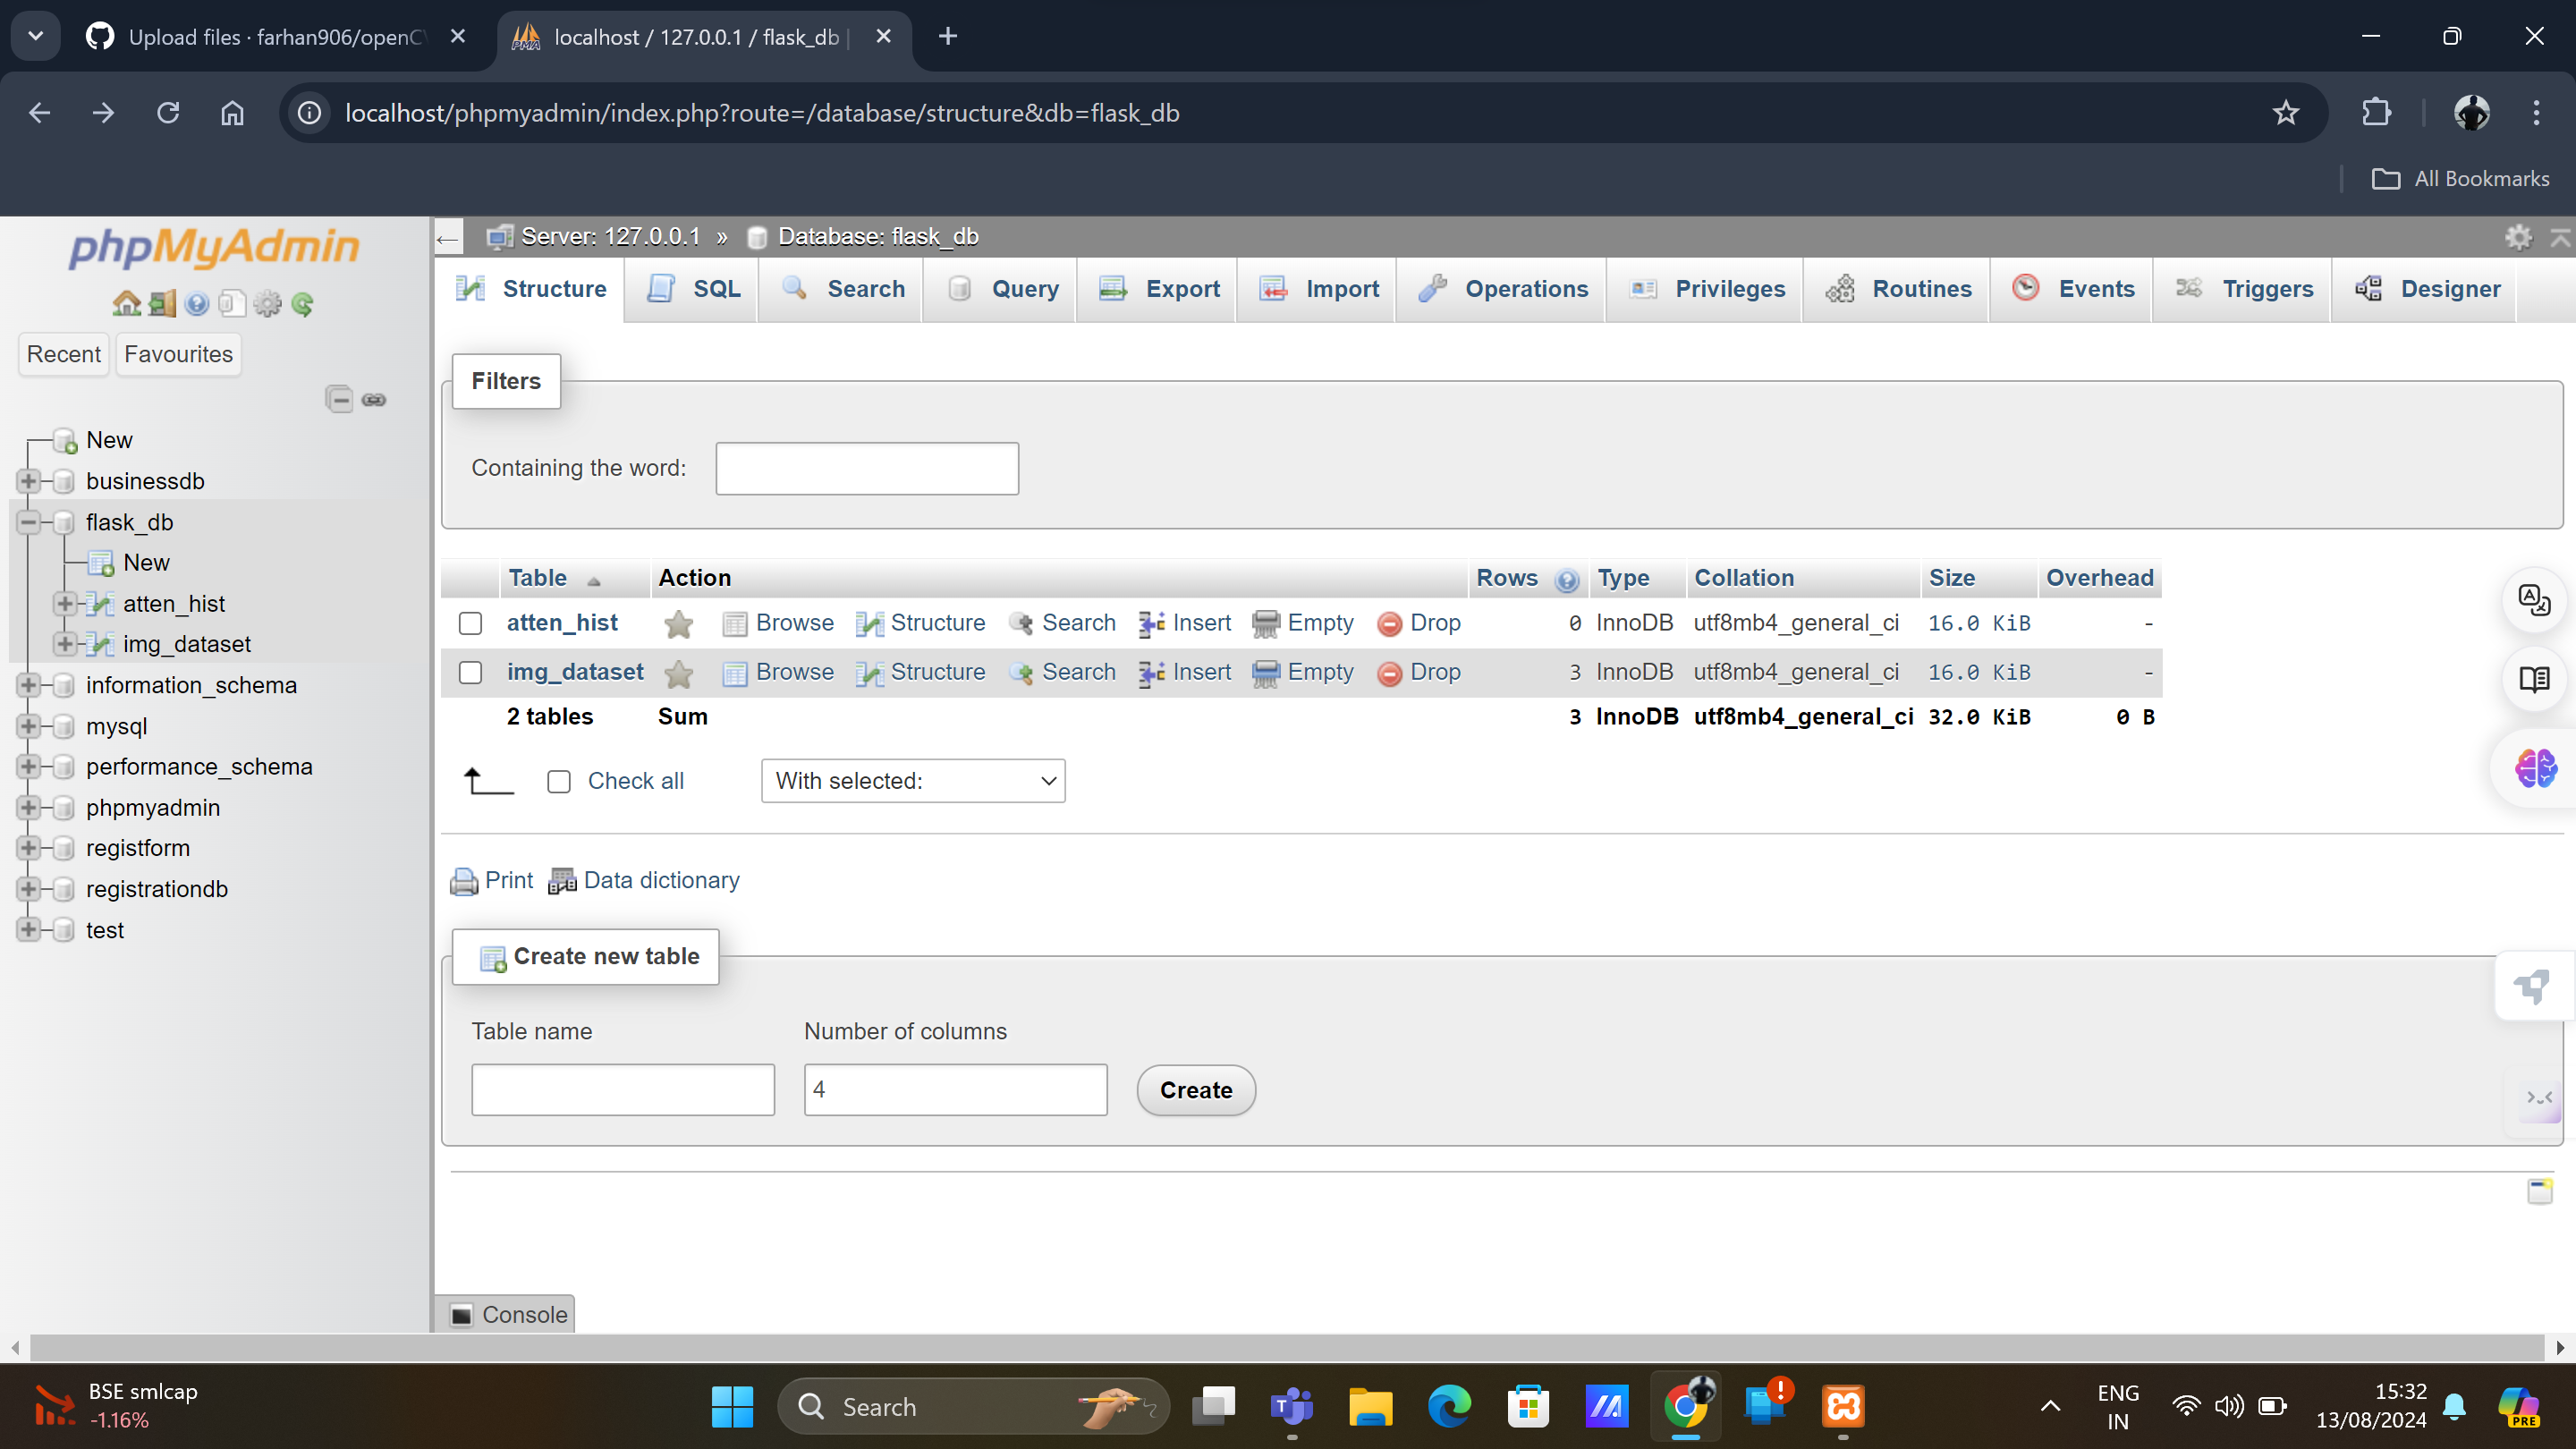 Upload files · farhan906/openCV
localhost / 127.0.0.1 / flask_db |
localhost/phpmyadmin/index.php?route=/database/structure&db=flask_db
All Bookmarks
phpMyAdmin
Recent Favourites
New
businessdb
flask_db
New
atten_hist
img_dataset
information_schema
mysql
performance_schema
phpmyadmin
registform
registrationdb
test
Server: 127.0.0.1 » Database: flask_db
Structure SQL Search Query Export Import Operations Privileges Routines Events Triggers Designer
Filters
Containing the word:
Table Action Rows Type Collation Size Overhead
atten_hist Browse Structure Search Insert Empty Drop 0 InnoDB utf8mb4_general_ci 16.0 KiB -
img_dataset Browse Structure Search Insert Empty Drop 3 InnoDB utf8mb4_general_ci 16.0 KiB -
2 tables Sum 3 InnoDB utf8mb4_general_ci 32.0 KiB 0 B
Check all With selected:
Print Data dictionary
Create new table
Table name Number of columns
4 Create
Console
BSE smlcap
-1.16%
Search
ENG
IN
15:32
13/08/2024
PRE